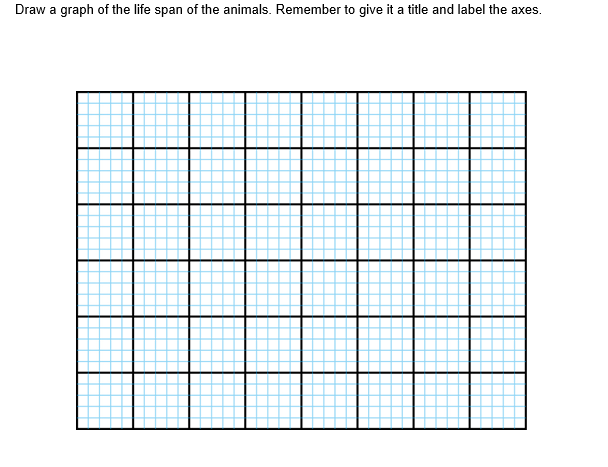 Draw a graph of the life span of the animals. Remember to give it a title and label the axes.